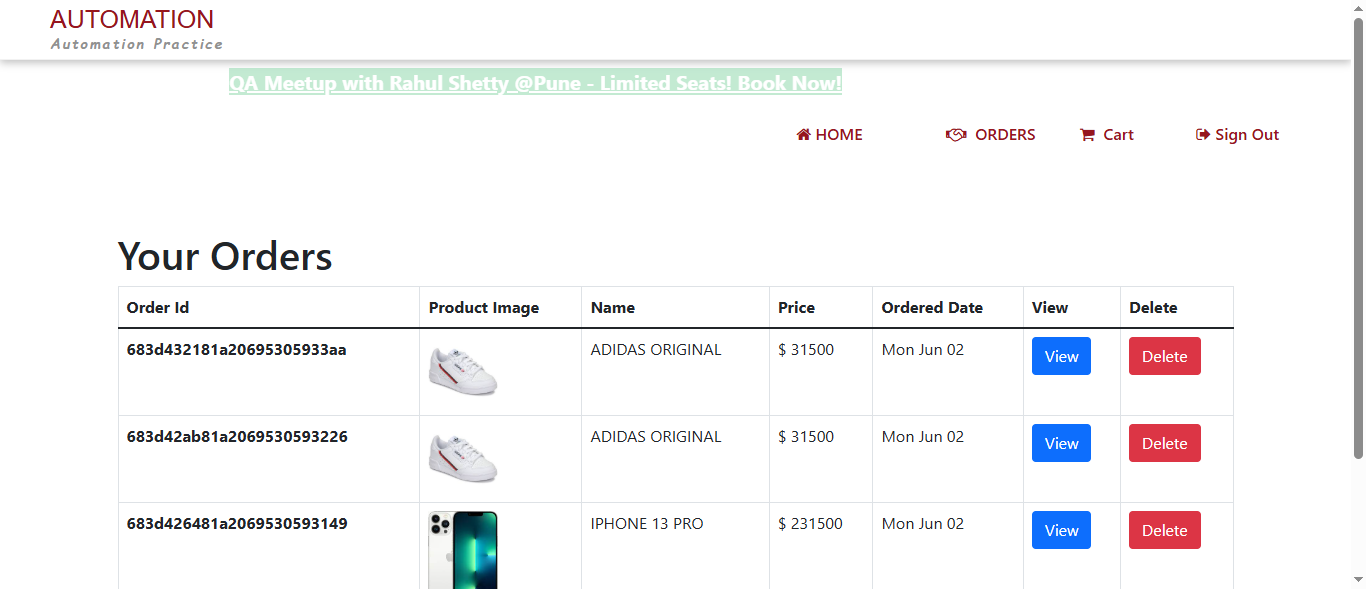 AUTOMATION
Automation Practice
QA Meetup with Rahul Shetty @Pune - Limited Seats! Book Now!
HOME ORDERS Cart Sign Out
Your Orders
Order Id Product Image Name Price Ordered Date View Delete
683d432181a20695305933aa ADIDAS ORIGINAL $ 31500 Mon Jun 02 View Delete
683d42ab81a2069530593226 ADIDAS ORIGINAL $ 31500 Mon Jun 02 View Delete
683d426481a2069530593149 IPHONE 13 PRO $ 231500 Mon Jun 02 View Delete